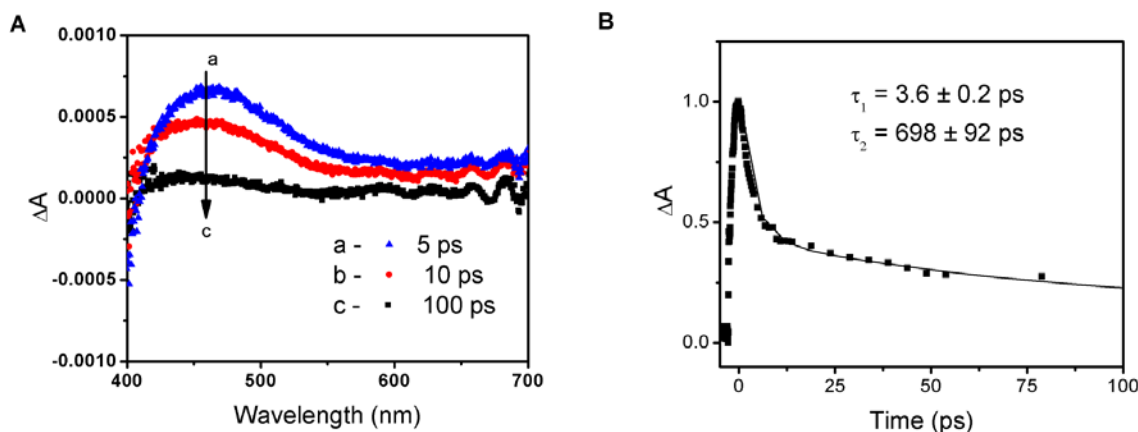 A
0.0010
0.0005
0.0000
-0.0005
-0.0010
ΔA
a
c
a - 5 ps
b - 10 ps
c - 100 ps
400 500 600 700
Wavelength (nm)
B
1.0
0.5
0.0
ΔA
τ1 = 3.6 ± 0.2 ps
τ2 = 698 ± 92 ps
0 25 50 75 100
Time (ps)